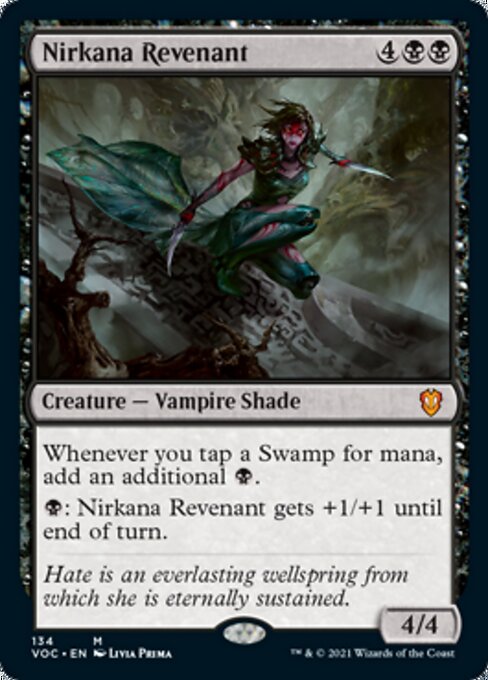 Nirkana Revenant 4
Creature — Vampire Shade
Whenever you tap a Swamp for mana,
add an additional .
: Nirkana Revenant gets +1/+1 until
end of turn.
Hate is an everlasting wellspring from
which she is eternally sustained.
4/4
134 M
VOC • EN Livia Prima
™ & © 2021 Wizards of the Coast